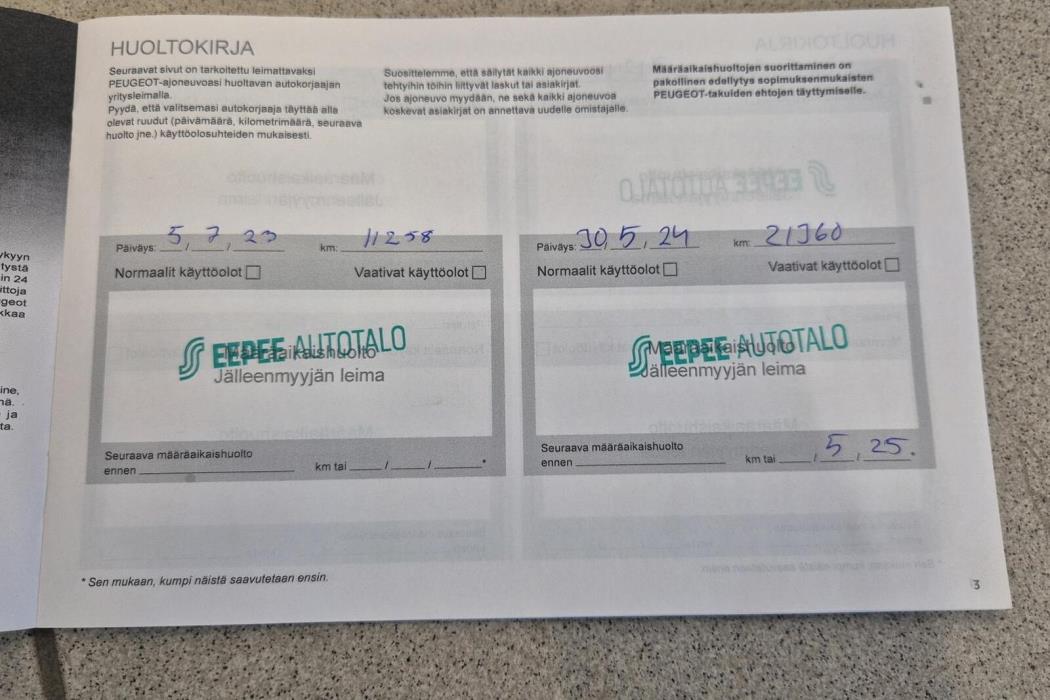 HUOLTOKIRJA
Seuraavat sivut on tarkoitettu leimattavaksi
PEUGEOT-ajoneuvoasi huoltavan autokorjaajan
yritysleimalla.
Pyydä, että valitsemasi autokorjaaja täyttää alla
olevat ruudut (päivämäärä, kilometrimäärä, seuraava
huolto jne.) käyttöolosuhteiden mukaisesti.
Suosittelemme, että säilytät kaikki ajoneuvoosi
tehtyihin töihin liittyvät laskut tai asiakirjat.
Jos ajoneuvo myydään, ne sekä kaikki ajoneuvoa
koskevat asiakirjat on annettava uudelle omistajalle.
Määräaikaishuoltojen suorittaminen on
pakollinen edellytys sopimuksenmukaisten
PEUGEOT-takuiden ehtojen täyttymiselle.
Päiväys: 5 / 7 / 23 km: 11258
Normaalit käyttöolot Vaativat käyttöolot
EEPEE AUTOTALO
Määräaikaishuolto
Jälleenmyyjän leima
Seuraava määräaikaishuolto
ennen km tai / / *
Päiväys: 30 / 5 / 24 km: 21360
Normaalit käyttöolot Vaativat käyttöolot
EEPEE AUTOTALO
Määräaikaishuolto
Jälleenmyyjän leima
Seuraava määräaikaishuolto
ennen km tai / 5 / 25.
* Sen mukaan, kumpi näistä saavutetaan ensin.
3